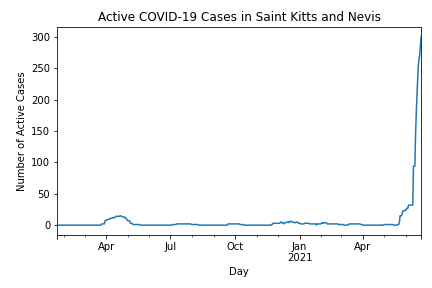 Active COVID-19 Cases in Saint Kitts and Nevis
Number of Active Cases
300
250
200
150
100
50
0
Apr
Jul
Oct
Jan
2021
Apr
Day